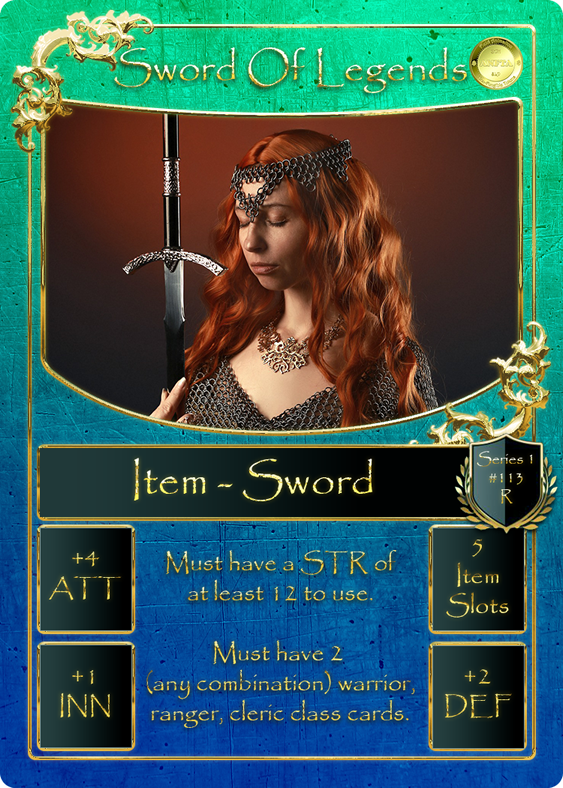 Sword Of Legends
Item - Sword
Series 1
#113
R
+4
ATT
Must have a STR of
at least 12 to use.
5
Item
Slots
+1
INN
Must have 2
(any combination) warrior,
ranger, cleric class cards.
+2
DEF